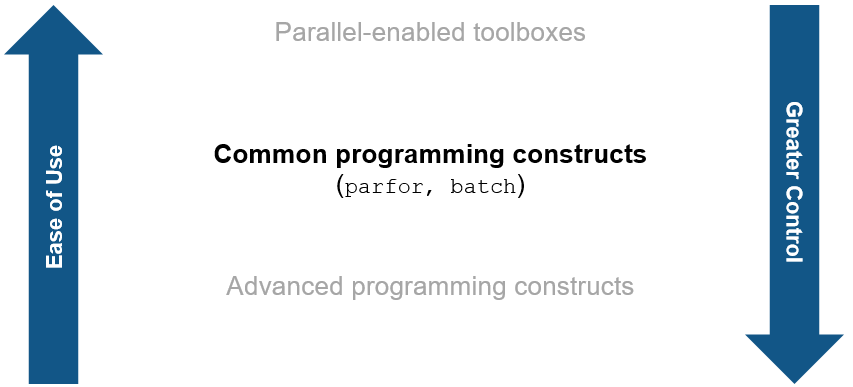 Parallel-enabled toolboxes
Ease of Use
Common programming constructs
(parfor, batch)
Greater Control
Advanced programming constructs